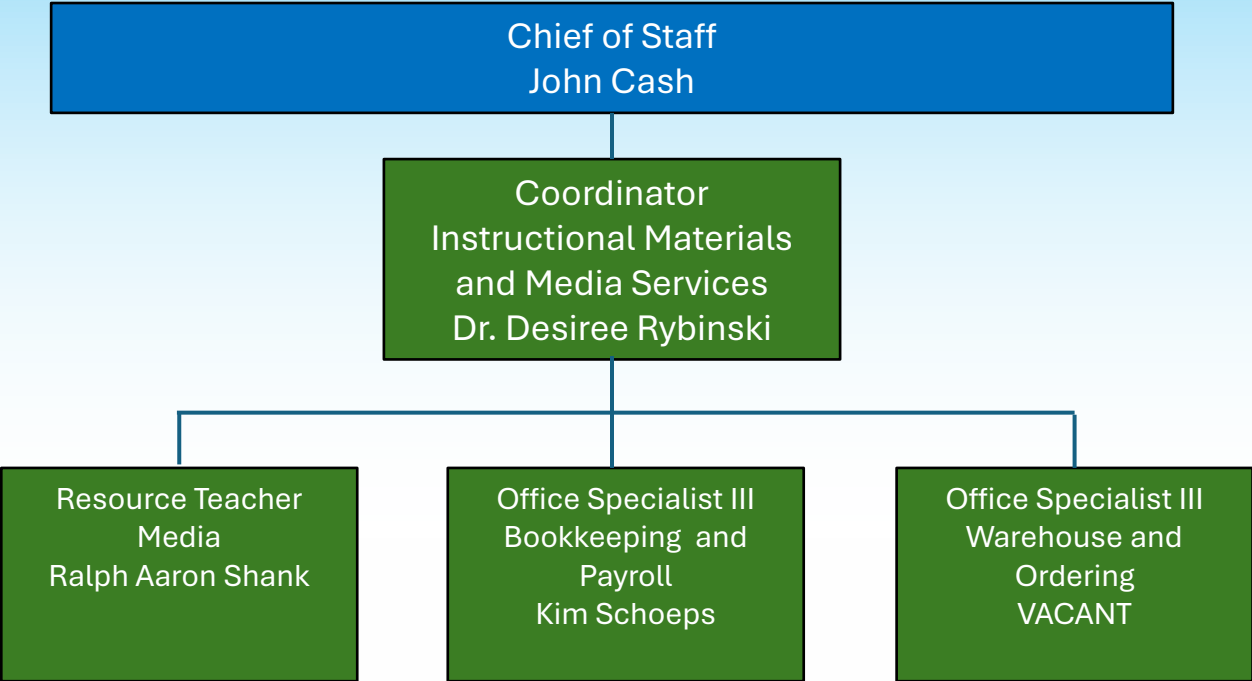 Chief of Staff
John Cash
Coordinator
Instructional Materials
and Media Services
Dr. Desiree Rybinski
Resource Teacher
Media
Ralph Aaron Shank
Office Specialist III
Bookkeeping and
Payroll
Kim Schoeps
Office Specialist III
Warehouse and
Ordering
VACANT